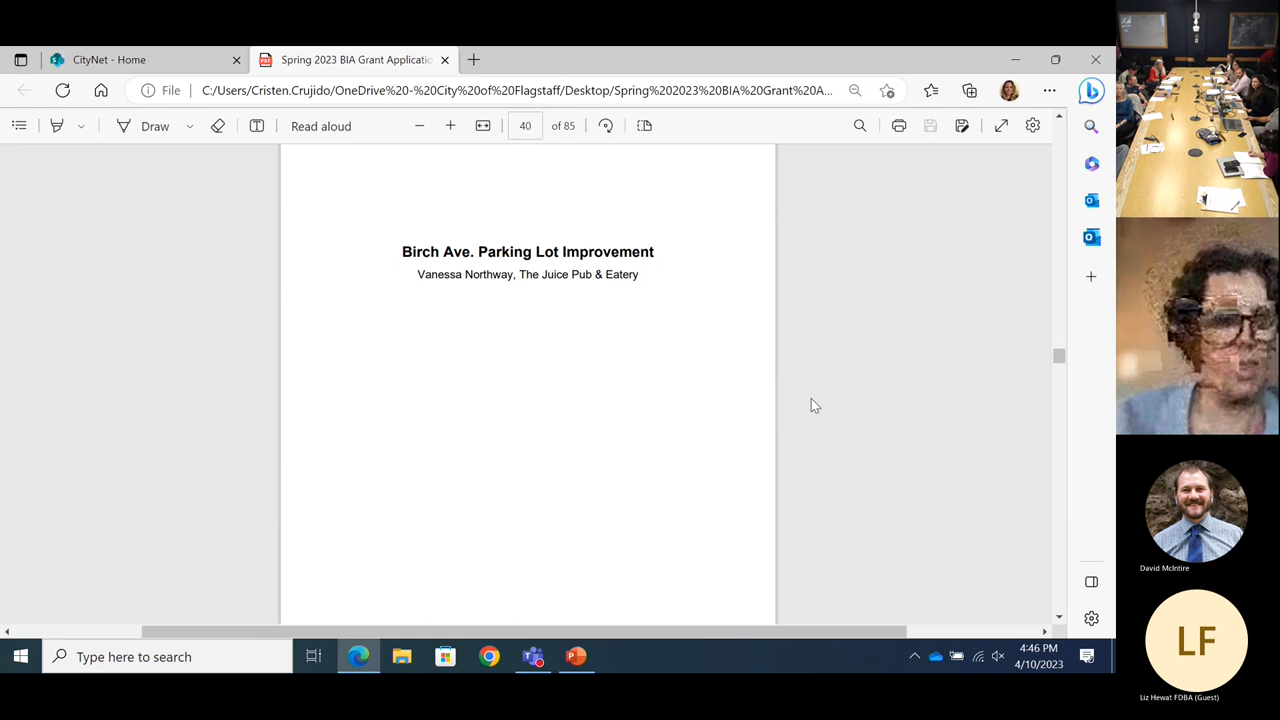 CityNet - Home
Spring 2023 BIA Grant Applicatio
File
C:/Users/Cristen.Crujido/OneDrive%20-%20City%20of%20Flagstaff/Desktop/Spring%202023%20BIA%20Grant%20A...
Draw
Read aloud
40
of 85
Birch Ave. Parking Lot Improvement
Vanessa Northway, The Juice Pub & Eatery
David McIntire
LF
Liz Hewat FDBA (Guest)
Type here to search
4:46 PM
4/10/2023